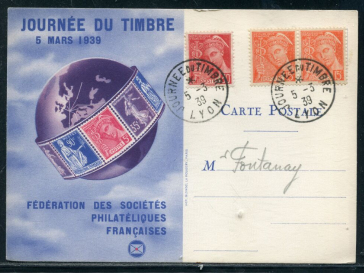 JOURNÉE DU TIMBRE
5 MARS 1939
JOURNÉE DU TIMBRE
5-3
39
LYON
JOURNÉE DU TIMBRE
5-3
39
LYON
CARTE POSTALE
M r Fontanay
FÉDÉRATION DES SOCIÉTÉS
PHILATÉLIQUES
FRANÇAISES